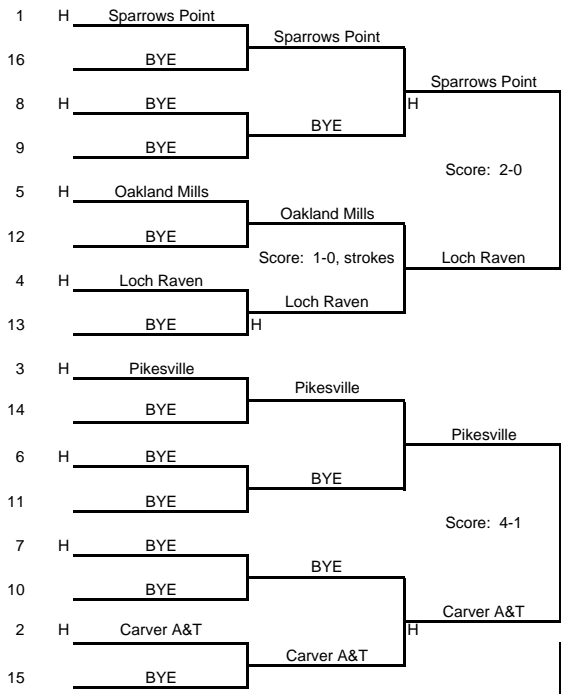 1 H Sparrows Point
Sparrows Point
16 BYE
Sparrows Point
8 H BYE
H
BYE
9 BYE
Score: 2-0
5 H Oakland Mills
Oakland Mills
12 BYE
Score: 1-0, strokes
Loch Raven
4 H Loch Raven
Loch Raven
13 BYE
H
3 H Pikesville
Pikesville
14 BYE
Pikesville
6 H BYE
BYE
11 BYE
Score: 4-1
7 H BYE
BYE
10 BYE
Carver A&T
2 H Carver A&T
H
Carver A&T
15 BYE